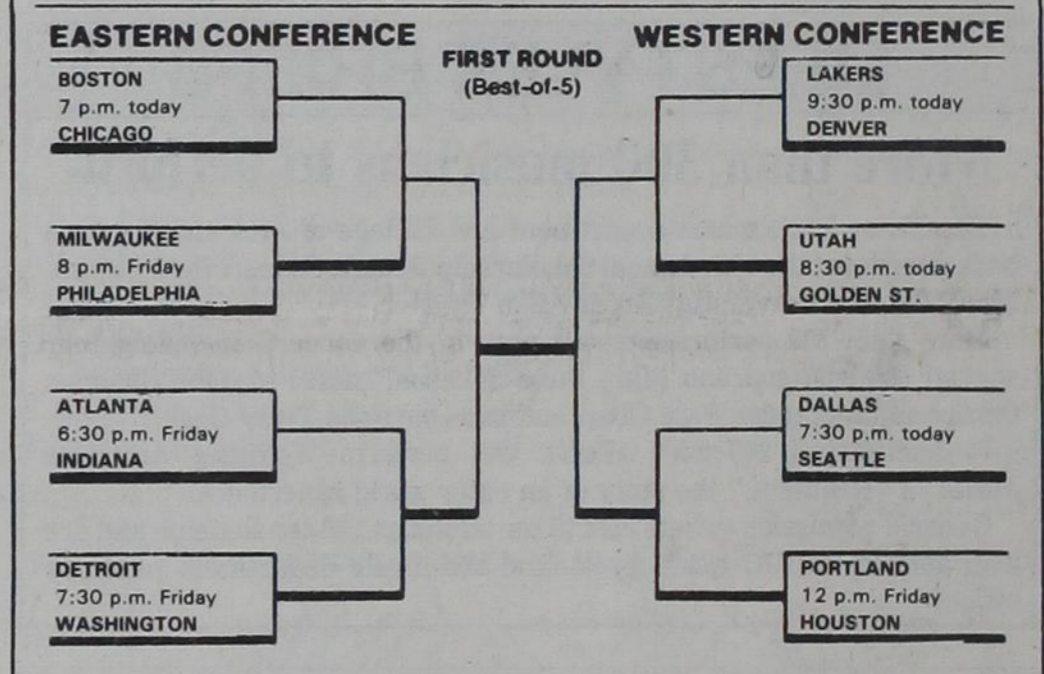 EASTERN CONFERENCE
BOSTON
7 p.m. today
CHICAGO
MILWAUKEE
8 p.m. Friday
PHILADELPHIA
ATLANTA
6:30 p.m. Friday
INDIANA
DETROIT
7:30 p.m. Friday
WASHINGTON
FIRST ROUND
(Best-of-5)
WESTERN CONFERENCE
LAKERS
9:30 p.m. today
DENVER
UTAH
8:30 p.m. today
GOLDEN ST.
DALLAS
7:30 p.m. today
SEATTLE
PORTLAND
12 p.m. Friday
HOUSTON